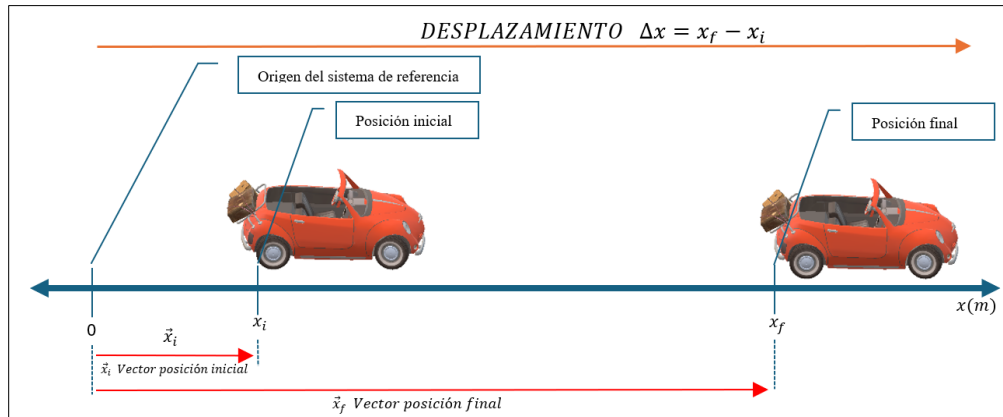 DESPLAZAMIENTO Δx = x_f − x_i
Origen del sistema de referencia
Posición inicial
Posición final
x(m)
0
x_i
x_f
x⃗_i
x⃗_i Vector posición inicial
x⃗_f Vector posición final